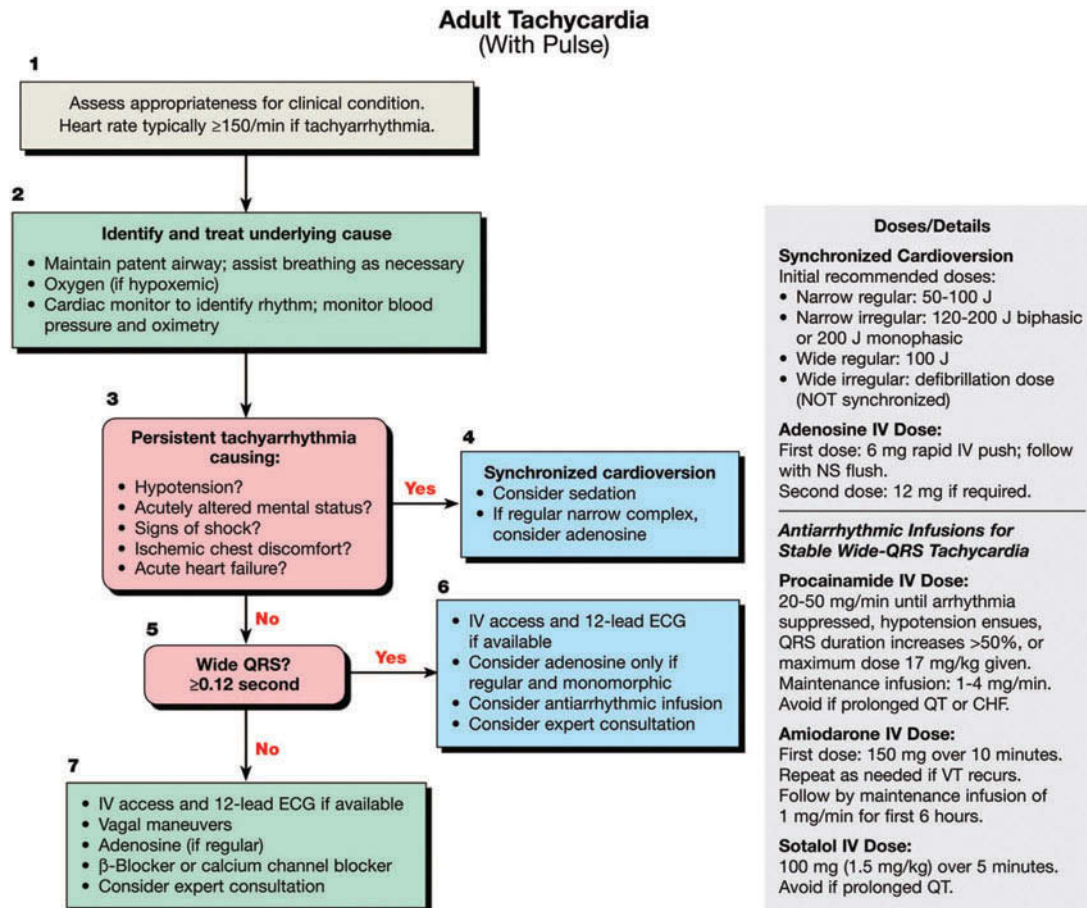 Adult Tachycardia
(With Pulse)
1
Assess appropriateness for clinical condition.
Heart rate typically ≥150/min if tachyarrhythmia.
2
Identify and treat underlying cause
• Maintain patent airway; assist breathing as necessary
• Oxygen (if hypoxemic)
• Cardiac monitor to identify rhythm; monitor blood
pressure and oximetry
3
Persistent tachyarrhythmia
causing:
• Hypotension?
• Acutely altered mental status?
• Signs of shock?
• Ischemic chest discomfort?
• Acute heart failure?
Yes
4
Synchronized cardioversion
• Consider sedation
• If regular narrow complex,
consider adenosine
No
5
Wide QRS?
≥0.12 second
Yes
6
• IV access and 12-lead ECG
if available
• Consider adenosine only if
regular and monomorphic
• Consider antiarrhythmic infusion
• Consider expert consultation
No
7
• IV access and 12-lead ECG if available
• Vagal maneuvers
• Adenosine (if regular)
• β-Blocker or calcium channel blocker
• Consider expert consultation
Doses/Details
Synchronized Cardioversion
Initial recommended doses:
• Narrow regular: 50-100 J
• Narrow irregular: 120-200 J biphasic
or 200 J monophasic
• Wide regular: 100 J
• Wide irregular: defibrillation dose
(NOT synchronized)
Adenosine IV Dose:
First dose: 6 mg rapid IV push; follow
with NS flush.
Second dose: 12 mg if required.
Antiarrhythmic Infusions for
Stable Wide-QRS Tachycardia
Procainamide IV Dose:
20-50 mg/min until arrhythmia
suppressed, hypotension ensues,
QRS duration increases >50%, or
maximum dose 17 mg/kg given.
Maintenance infusion: 1-4 mg/min.
Avoid if prolonged QT or CHF.
Amiodarone IV Dose:
First dose: 150 mg over 10 minutes.
Repeat as needed if VT recurs.
Follow by maintenance infusion of
1 mg/min for first 6 hours.
Sotalol IV Dose:
100 mg (1.5 mg/kg) over 5 minutes.
Avoid if prolonged QT.